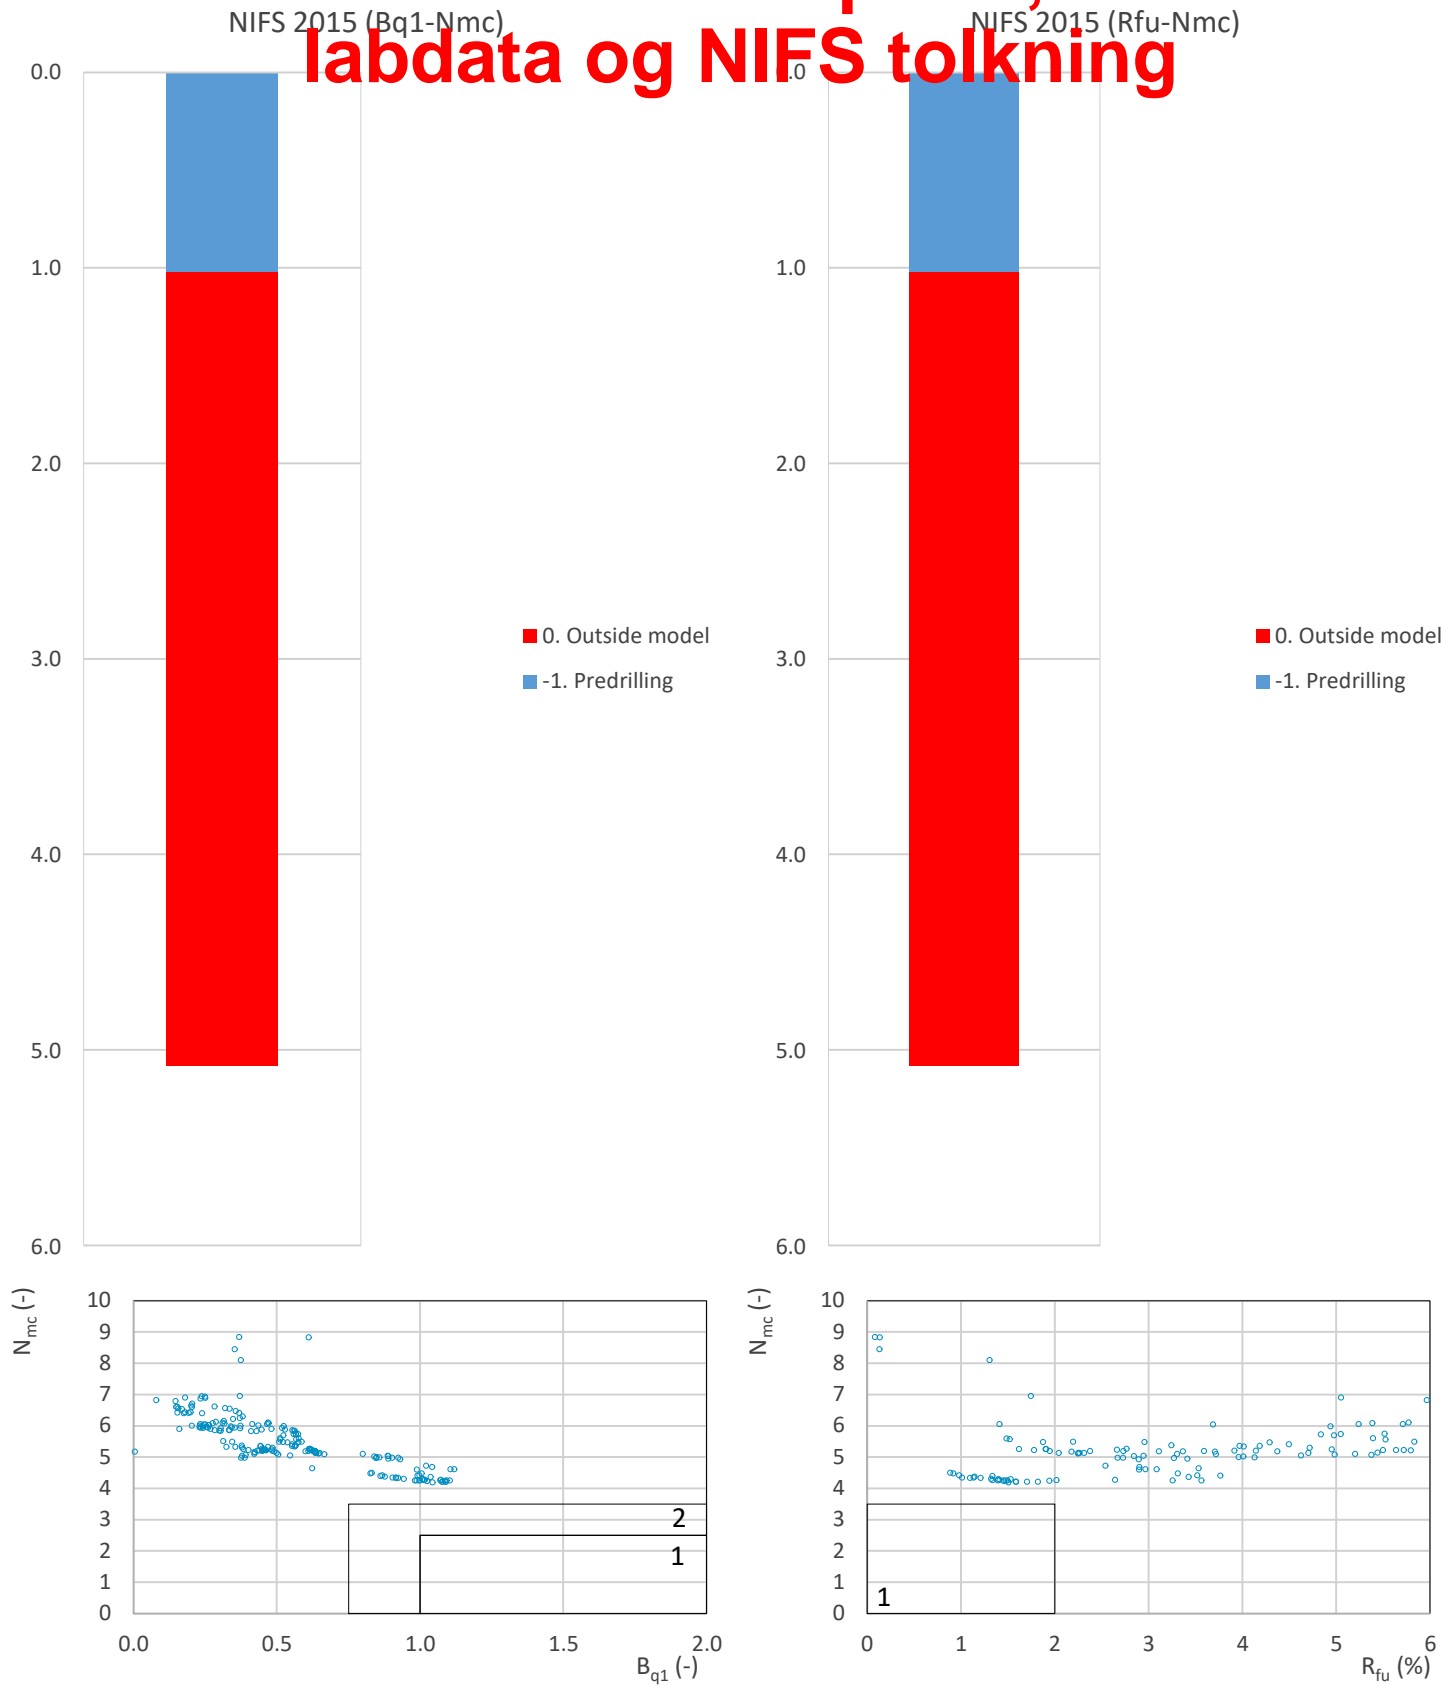 NIFS 2015 (Bq1-Nmc)
NIFS 2015 (Rfu-Nmc)
labdata og NIFS tolkning
0.0
1.0
2.0
3.0
4.0
5.0
6.0
0. Outside model
-1. Predrilling
1.0
2.0
3.0
4.0
5.0
6.0
0. Outside model
-1. Predrilling
Nmc (-)
10
9
8
7
6
5
4
3
2
1
0
2
1
0.0 0.5 1.0 1.5 2.0
Bq1 (-)
Nmc (-)
10
9
8
7
6
5
4
3
2
1
0
1
0 1 2 3 4 5 6
Rfu (%)